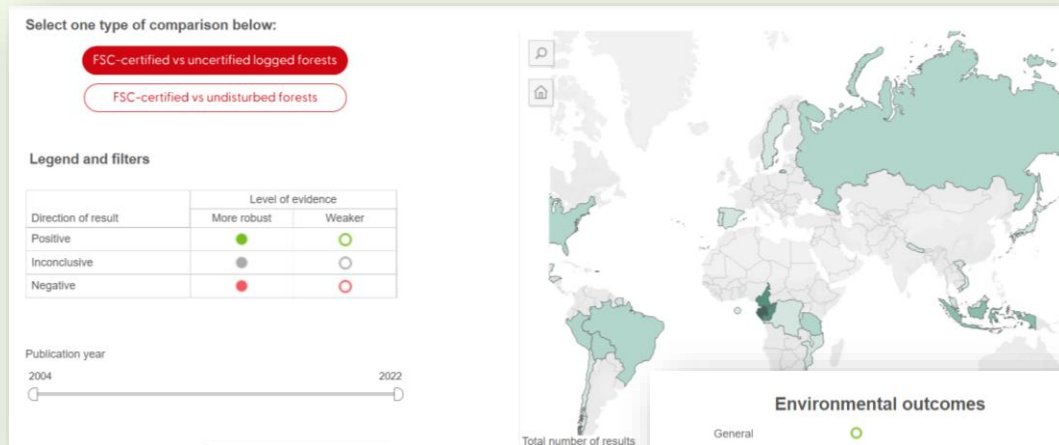 Select one type of comparison below:
FSC-certified vs uncertified logged forests
FSC-certified vs undisturbed forests
Legend and filters
Level of evidence
Direction of result More robust Weaker
Positive
Inconclusive
Negative
Publication year
2004 2022
Total number of results
Environmental outcomes
General